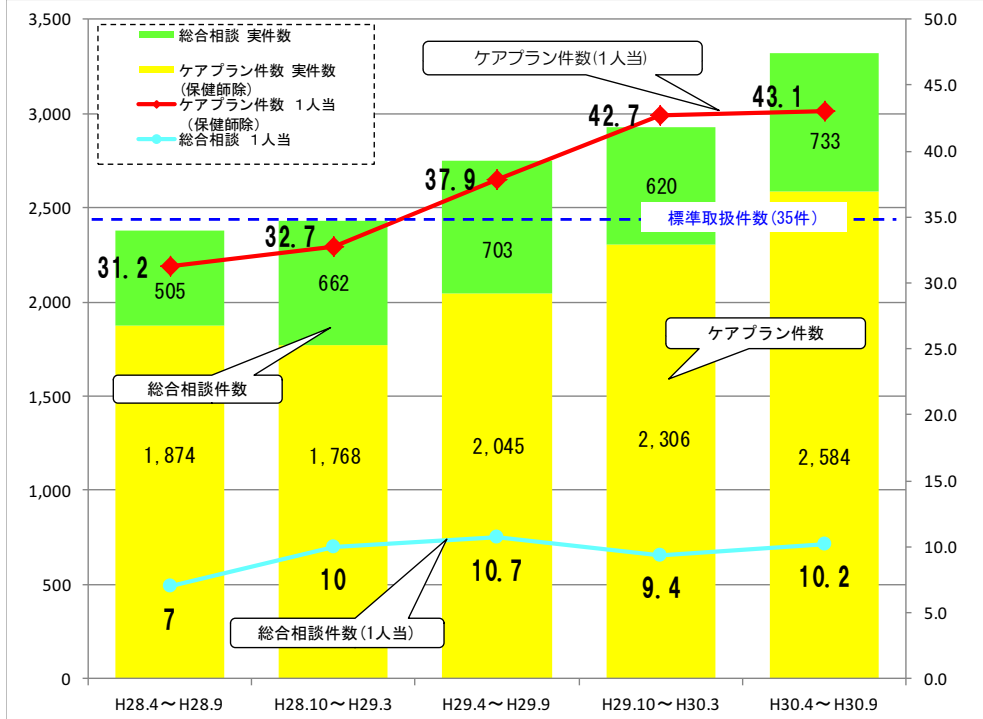 総合相談 実件数
ケアプラン件数 実件数
(保健師除)
ケアプラン件数 1人当
(保健師除)
総合相談 1人当
ケアプラン件数(1人当)
標準取扱件数(35件)
総合相談件数
ケアプラン件数
総合相談件数(1人当)
3,500
3,000
2,500
2,000
1,500
1,000
500
0
50.0
45.0
40.0
35.0
30.0
25.0
20.0
15.0
10.0
5.0
0.0
31.2
32.7
37.9
42.7
43.1
505
662
703
620
733
1,874
1,768
2,045
2,306
2,584
7
10
10.7
9.4
10.2
H28.4～H28.9
H28.10～H29.3
H29.4～H29.9
H29.10～H30.3
H30.4～H30.9